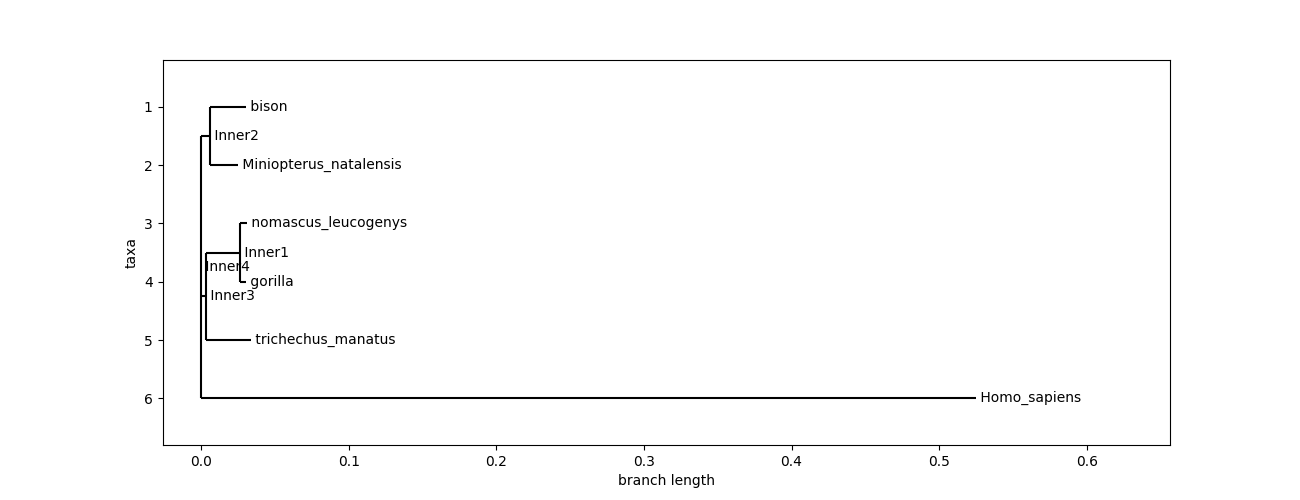 1
bison
Inner2
2
Miniopterus_natalensis
3
nomascus_leucogenys
Inner1
taxa
Inner4
4
gorilla
Inner3
5
trichechus_manatus
6
Homo_sapiens
0.0 0.1 0.2 0.3 0.4 0.5 0.6
branch length